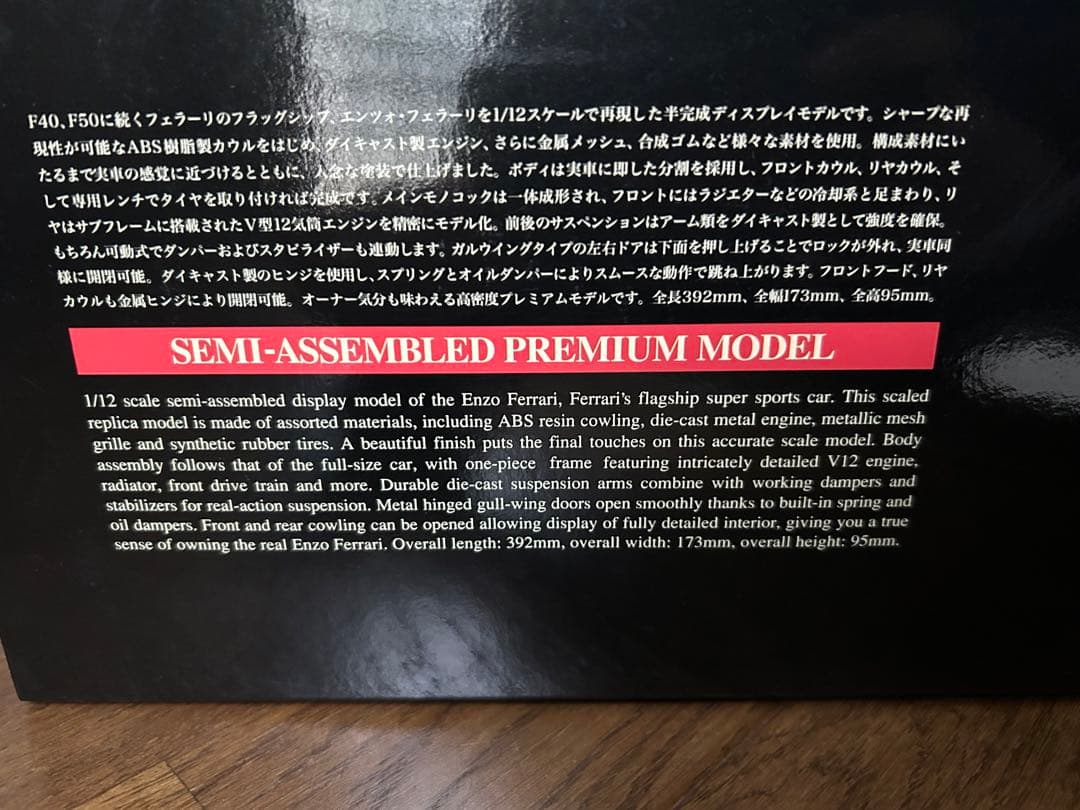 F40、F50に続くフェラーリのフラッグシップ、エンツォ・フェラーリを1/12スケールで再現した半完成ディスプレイモデルです。シャープな再
現性が可能なABS樹脂製カウルをはじめ、ダイキャスト製エンジン、さらに金属メッシュ、合成ゴムなど様々な素材を使用。構成素材にい
たるまで実車の感覚に近づけるとともに、入念な塗装で仕上げました。ボディは実車に即した分割を採用し、フロントカウル、リヤカウル、そ
して専用レンチでタイヤを取り付ければ完成です。メインモノコックは一体成形され、フロントにはラジエターなどの冷却系と足まわり、リ
ヤはサブフレームに搭載されたV型12気筒エンジンを精密にモデル化。前後のサスペンションはアーム類をダイキャスト製として強度を確保。
もちろん可動式でダンパーおよびスタビライザーも連動します。ガルウイングタイプの左右ドアは下面を押し上げることでロックが外れ、実車同
様に開閉可能。ダイキャスト製のヒンジを使用し、スプリングとオイルダンパーによりスムースな動作で跳ね上がります。フロントフード、リヤ
カウルも金属ヒンジにより開閉可能。オーナー気分も味わえる高密度プレミアムモデルです。全長392mm、全幅173mm、全高95mm。
SEMI-ASSEMBLED PREMIUM MODEL
1/12 scale semi-assembled display model of the Enzo Ferrari, Ferrari's flagship super sports car. This scaled
replica model is made of assorted materials, including ABS resin cowling, die-cast metal engine, metallic mesh
grille and synthetic rubber tires. A beautiful finish puts the final touches on this accurate scale model. Body
assembly follows that of the full-size car, with one-piece frame featuring intricately detailed V12 engine,
radiator, front drive train and more. Durable die-cast suspension arms combine with working dampers and
stabilizers for real-action suspension. Metal hinged gull-wing doors open smoothly thanks to built-in spring and
oil dampers. Front and rear cowling can be opened allowing display of fully detailed interior, giving you a true
sense of owning the real Enzo Ferrari. Overall length: 392mm, overall width: 173mm, overall height: 95mm.